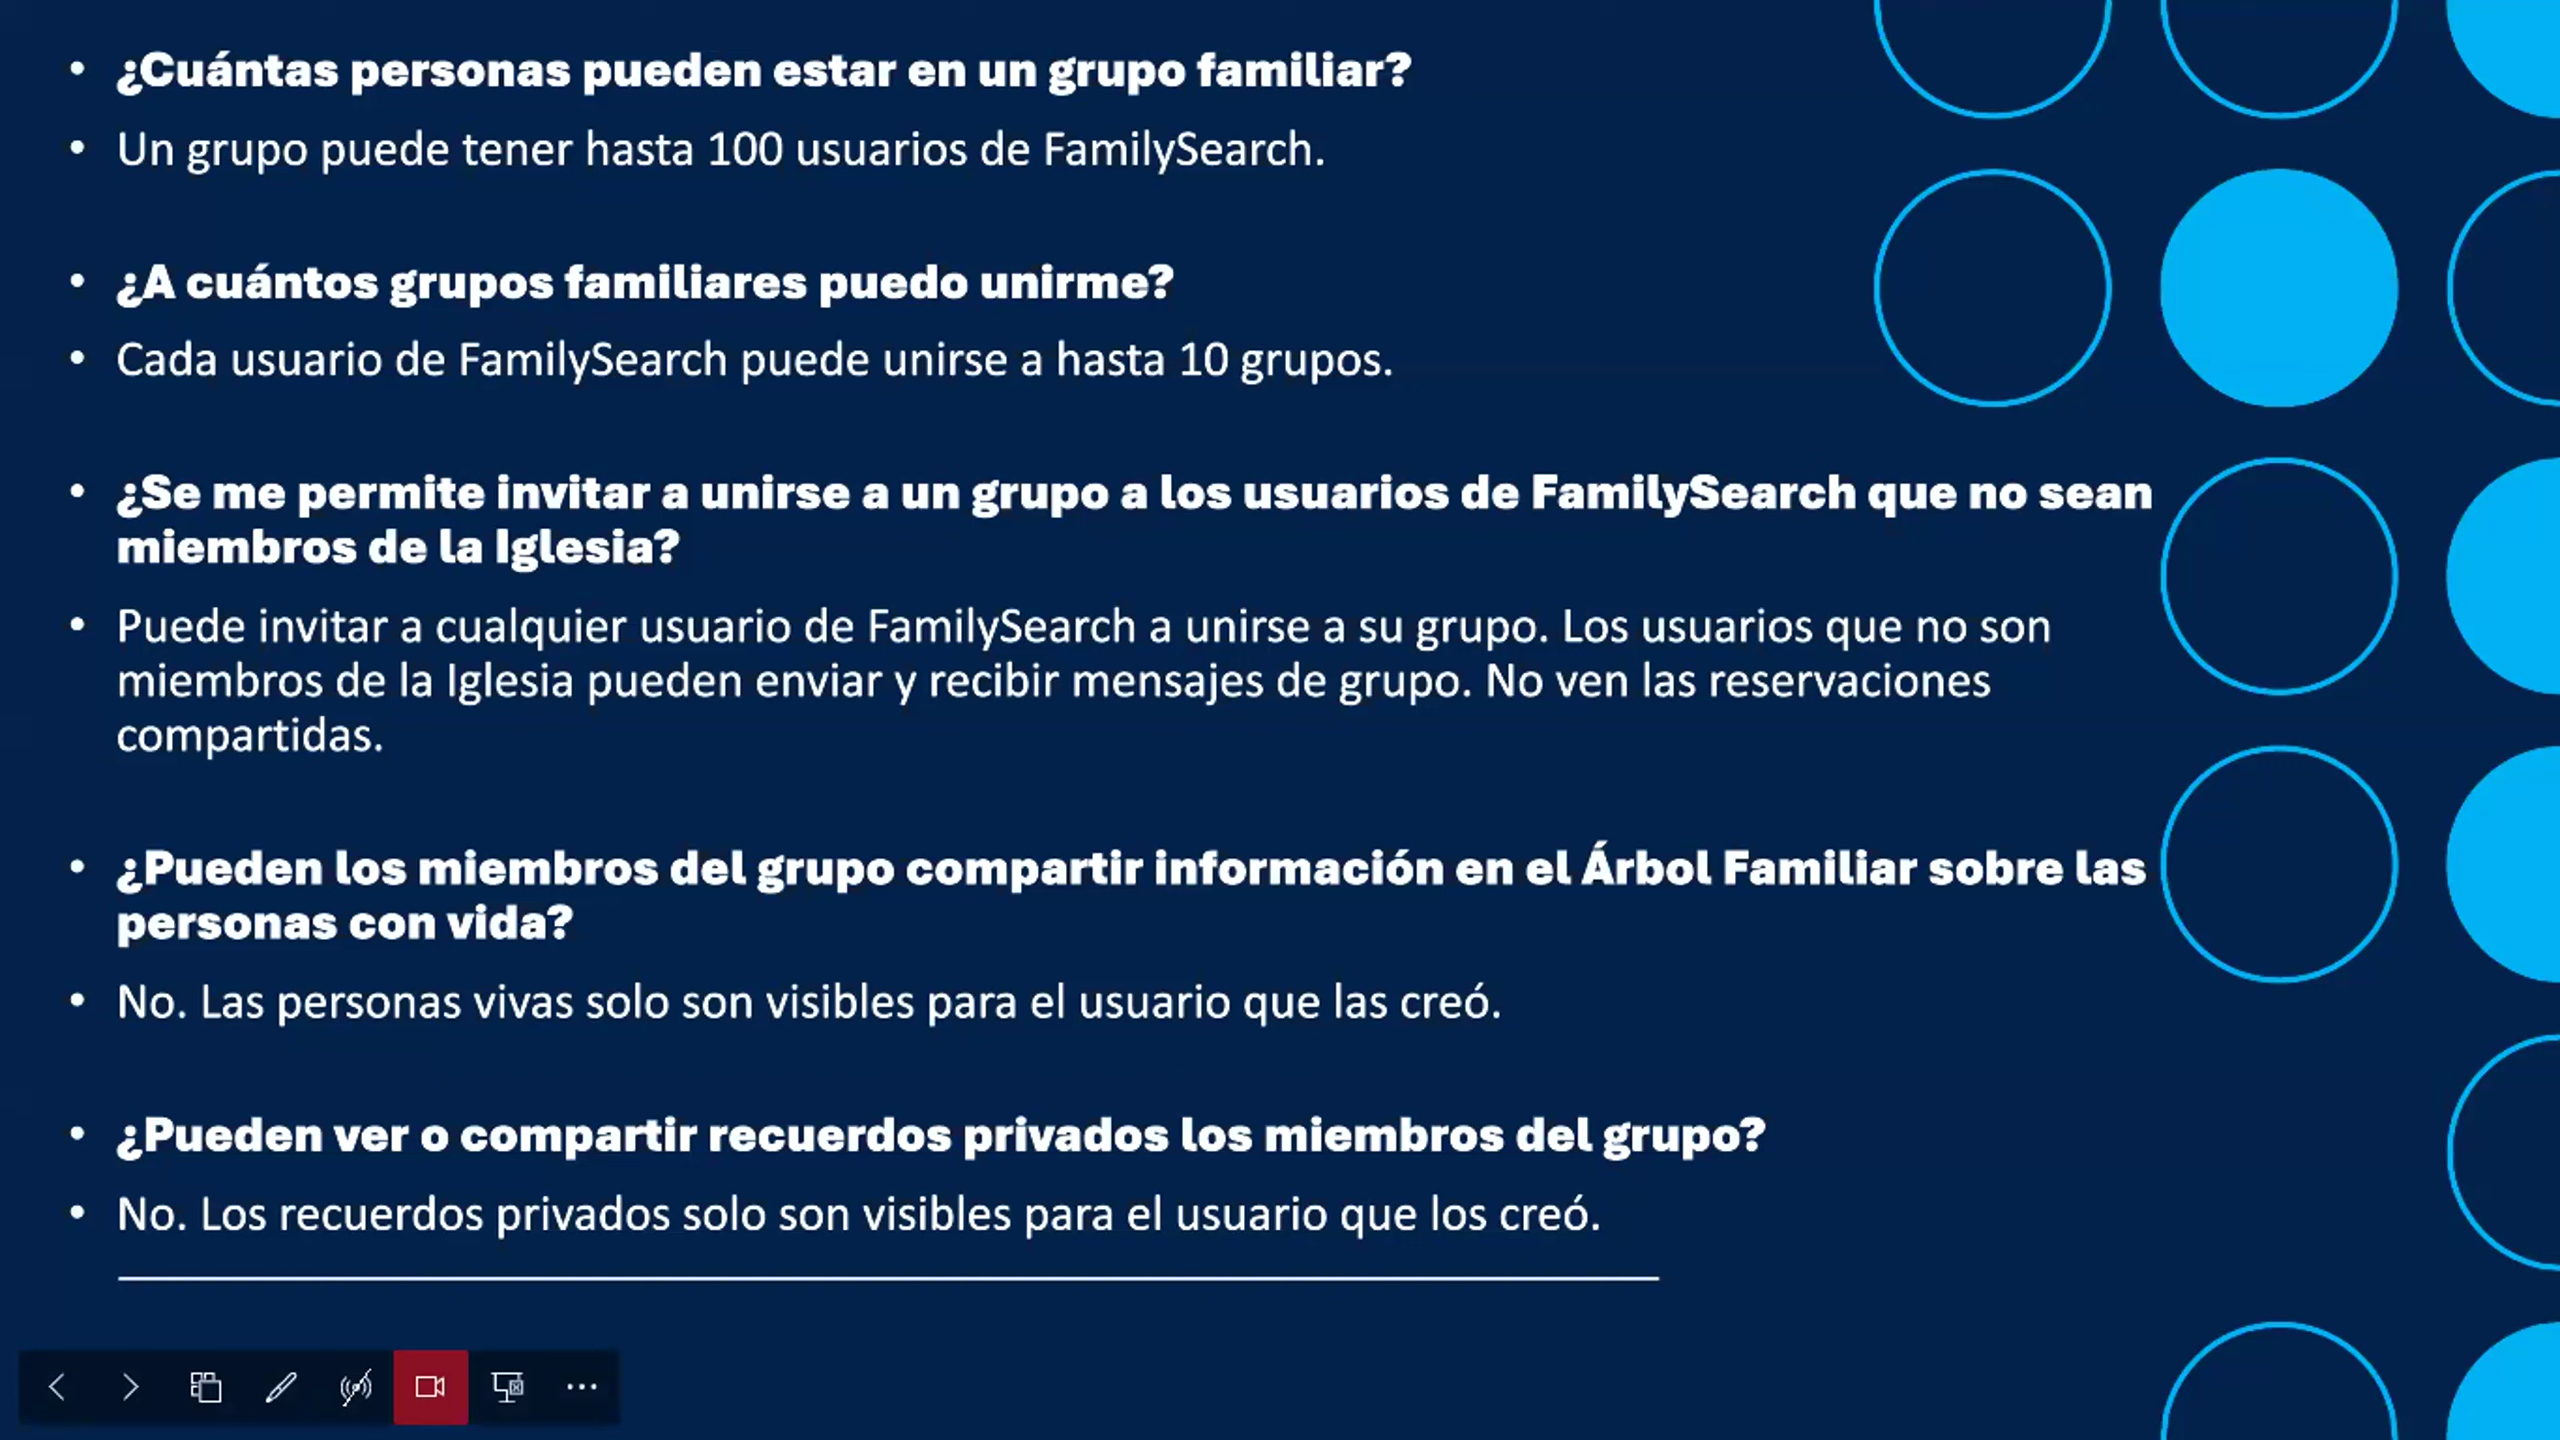 • ¿Cuántas personas pueden estar en un grupo familiar?
• Un grupo puede tener hasta 100 usuarios de FamilySearch.
• ¿A cuántos grupos familiares puedo unirme?
• Cada usuario de FamilySearch puede unirse a hasta 10 grupos.
• ¿Se me permite invitar a unirse a un grupo a los usuarios de FamilySearch que no sean
miembros de la Iglesia?
• Puede invitar a cualquier usuario de FamilySearch a unirse a su grupo. Los usuarios que no son
miembros de la Iglesia pueden enviar y recibir mensajes de grupo. No ven las reservaciones
compartidas.
• ¿Pueden los miembros del grupo compartir información en el Árbol Familiar sobre las
personas con vida?
• No. Las personas vivas solo son visibles para el usuario que las creó.
• ¿Pueden ver o compartir recuerdos privados los miembros del grupo?
• No. Los recuerdos privados solo son visibles para el usuario que los creó.